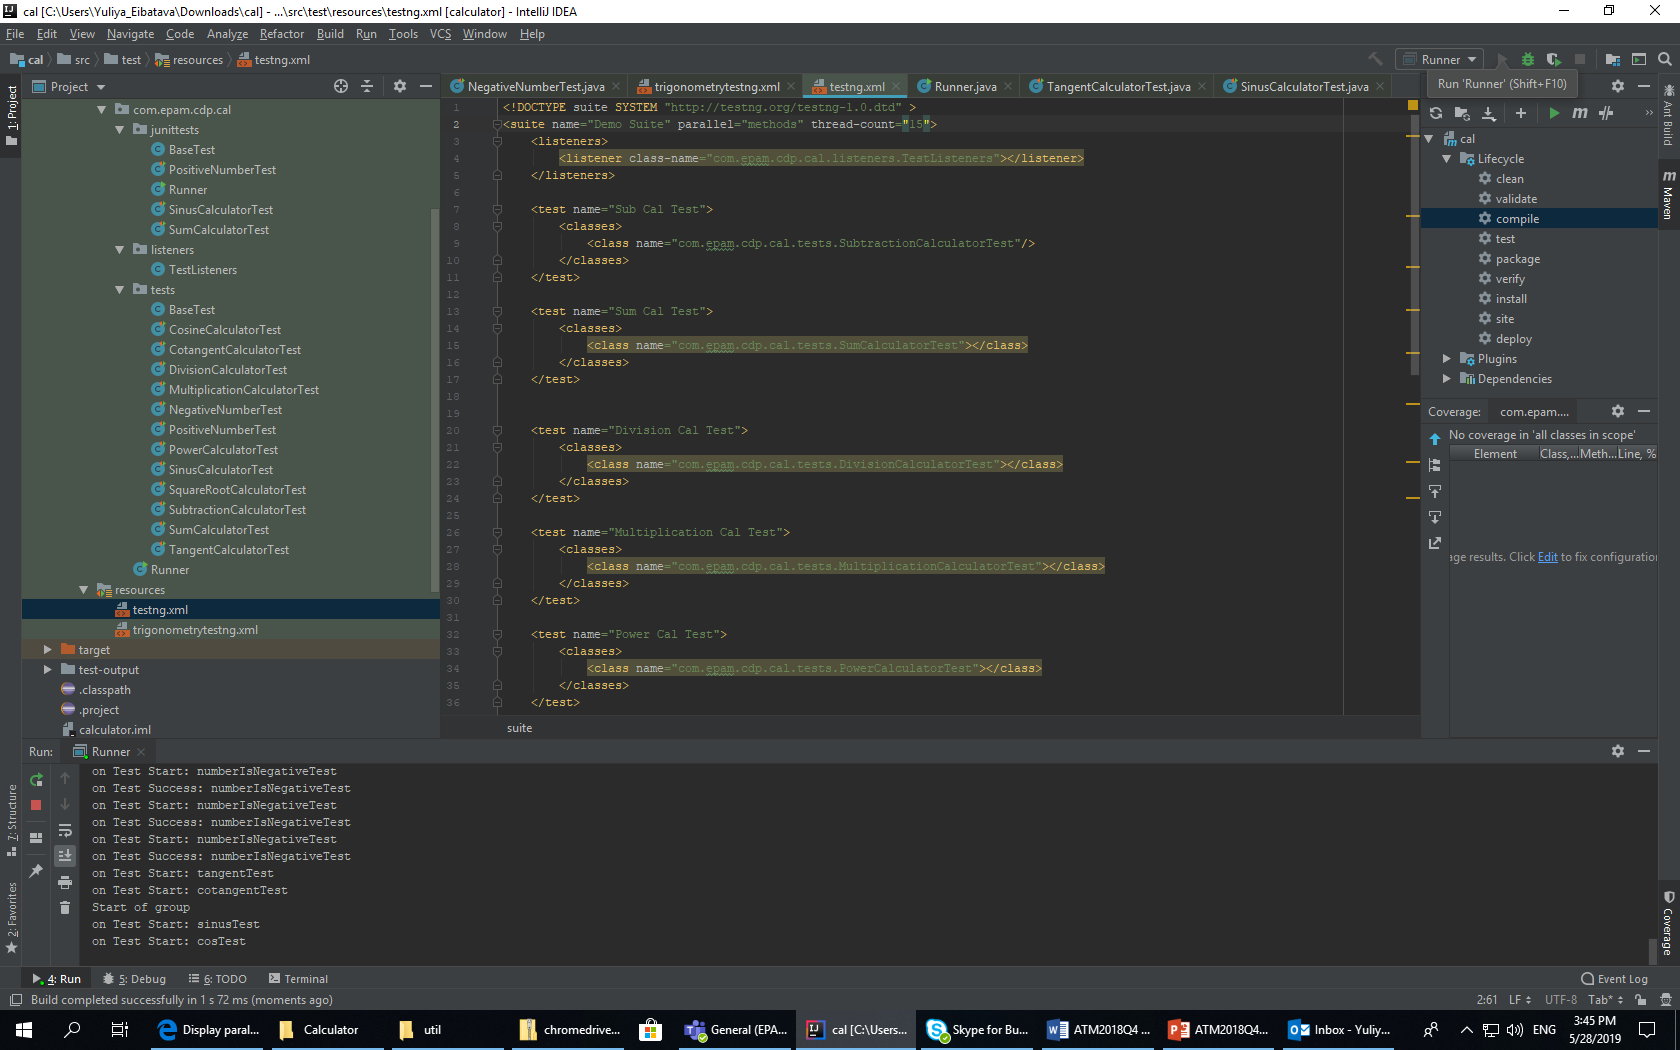 cal [C:\Users\Yuliya_Eibatava\Downloads\cal] - ...\src\test\resources\testng.xml [calculator] - IntelliJ IDEA
File Edit View Navigate Code Analyze Refactor Build Run Tools VCS Window Help
cal src test resources testng.xml
Runner
Run 'Runner' (Shift+F10)
Project
NegativeNumberTest.java trigonometrytestng.xml testng.xml Runner.java TangentCalculatorTest.java SinusCalculatorTest.java
1: Project
com.epam.cdp.cal
junittests
BaseTest
PositiveNumberTest
Runner
SinusCalculatorTest
SumCalculatorTest
listeners
TestListeners
tests
BaseTest
CosineCalculatorTest
CotangentCalculatorTest
DivisionCalculatorTest
MultiplicationCalculatorTest
NegativeNumberTest
PositiveNumberTest
PowerCalculatorTest
SinusCalculatorTest
SquareRootCalculatorTest
SubtractionCalculatorTest
SumCalculatorTest
TangentCalculatorTest
Runner
resources
testng.xml
trigonometrytestng.xml
target
test-output
.classpath
.project
calculator.iml
1 <!DOCTYPE suite SYSTEM "http://testng.org/testng-1.0.dtd" >
2 <suite name="Demo Suite" parallel="methods" thread-count="15">
3 <listeners>
4 <listener class-name="com.epam.cdp.cal.listeners.TestListeners"></listener>
5 </listeners>
6
7 <test name="Sub Cal Test">
8 <classes>
9 <class name="com.epam.cdp.cal.tests.SubtractionCalculatorTest"/>
10 </classes>
11 </test>
12
13 <test name="Sum Cal Test">
14 <classes>
15 <class name="com.epam.cdp.cal.tests.SumCalculatorTest"></class>
16 </classes>
17 </test>
18
19
20 <test name="Division Cal Test">
21 <classes>
22 <class name="com.epam.cdp.cal.tests.DivisionCalculatorTest"></class>
23 </classes>
24 </test>
25
26 <test name="Multiplication Cal Test">
27 <classes>
28 <class name="com.epam.cdp.cal.tests.MultiplicationCalculatorTest"></class>
29 </classes>
30 </test>
31
32 <test name="Power Cal Test">
33 <classes>
34 <class name="com.epam.cdp.cal.tests.PowerCalculatorTest"></class>
35 </classes>
36 </test>
suite
cal
Lifecycle
clean
validate
compile
test
package
verify
install
site
deploy
Plugins
Dependencies
Ant Build
m Maven
Coverage: com.epam....
No coverage in 'all classes in scope'
Element Class,... Meth... Line, %
age results. Click Edit to fix configuration
Coverage
Run: Runner
on Test Start: numberIsNegativeTest
on Test Success: numberIsNegativeTest
on Test Start: numberIsNegativeTest
on Test Success: numberIsNegativeTest
on Test Start: numberIsNegativeTest
on Test Success: numberIsNegativeTest
on Test Start: tangentTest
on Test Start: cotangentTest
Start of group
on Test Start: sinusTest
on Test Start: cosTest
7: Structure
2: Favorites
4: Run 5: Debug 6: TODO Terminal Event Log
Build completed successfully in 1 s 72 ms (moments ago) 2:61 LF UTF-8 Tab*
Display paral... Calculator util chromedrive... General (EPA... cal [C:\Users... Skype for Bu... ATM2018Q4 ... ATM2018Q4... Inbox - Yuliy... ENG 3:45 PM
5/28/2019